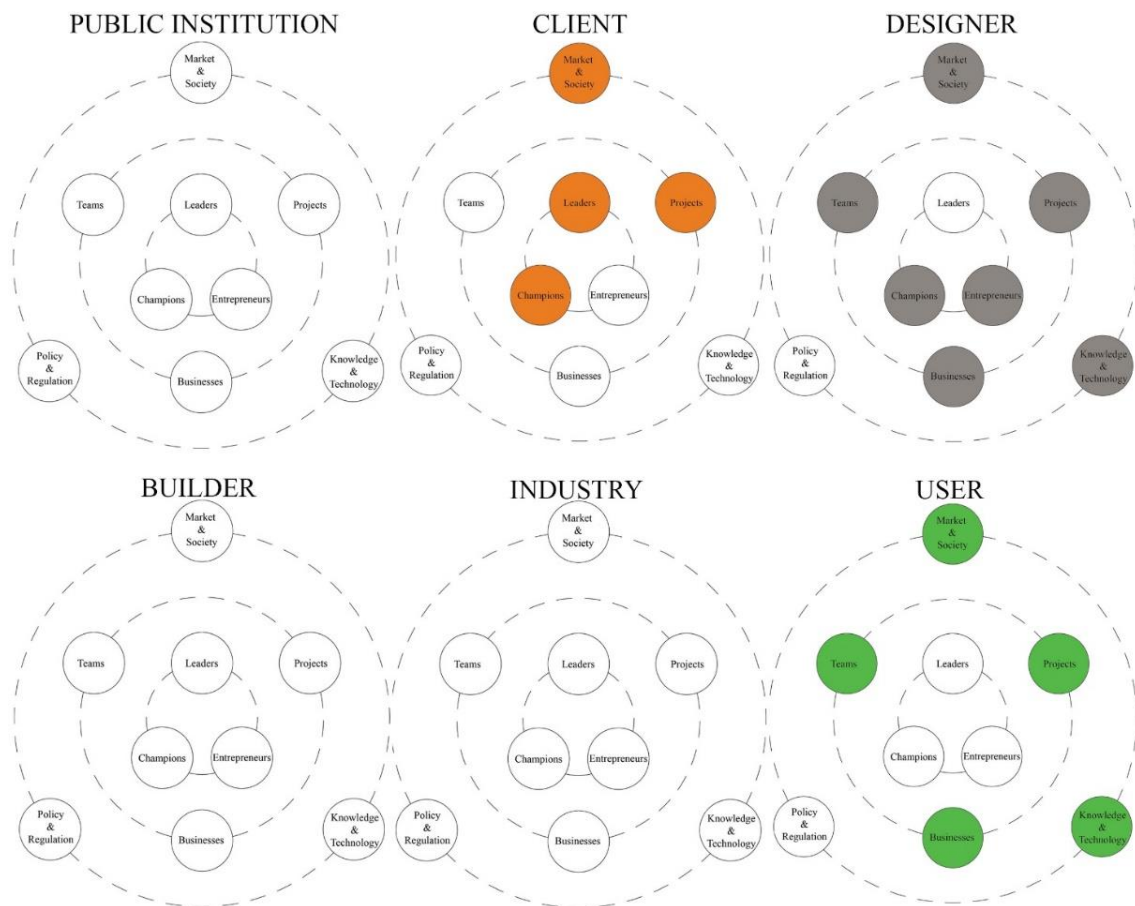 PUBLIC INSTITUTION
Market
&
Society
Teams
Leaders
Projects
Champions
Entrepreneurs
Policy
&
Regulation
Businesses
Knowledge
&
Technology
CLIENT
Market
&
Society
Teams
Leaders
Projects
Champions
Entrepreneurs
Policy
&
Regulation
Businesses
Knowledge
&
Technology
DESIGNER
Market
&
Society
Teams
Leaders
Projects
Champions
Entrepreneurs
Policy
&
Regulation
Businesses
Knowledge
&
Technology
BUILDER
Market
&
Society
Teams
Leaders
Projects
Champions
Entrepreneurs
Policy
&
Regulation
Businesses
Knowledge
&
Technology
INDUSTRY
Market
&
Society
Teams
Leaders
Projects
Champions
Entrepreneurs
Policy
&
Regulation
Businesses
Knowledge
&
Technology
USER
Market
&
Society
Teams
Leaders
Projects
Champions
Entrepreneurs
Policy
&
Regulation
Businesses
Knowledge
&
Technology